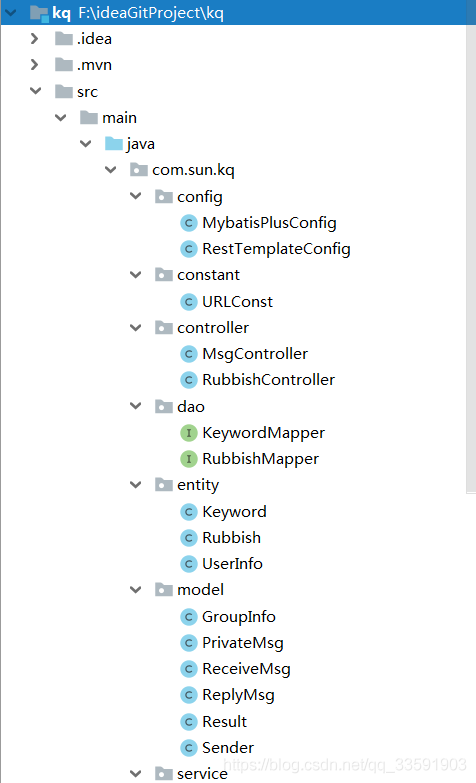 kq F:\ideaGitProject\kq
.idea
.mvn
src
main
java
com.sun.kq
config
C MybatisPlusConfig
C RestTemplateConfig
constant
C URLConst
controller
C MsgController
C RubbishController
dao
I KeywordMapper
I RubbishMapper
entity
C Keyword
C Rubbish
C UserInfo
model
C GroupInfo
C PrivateMsg
C ReceiveMsg
C ReplyMsg
C Result
C Sender
https://blog.csdn.net/qq_33591903
service